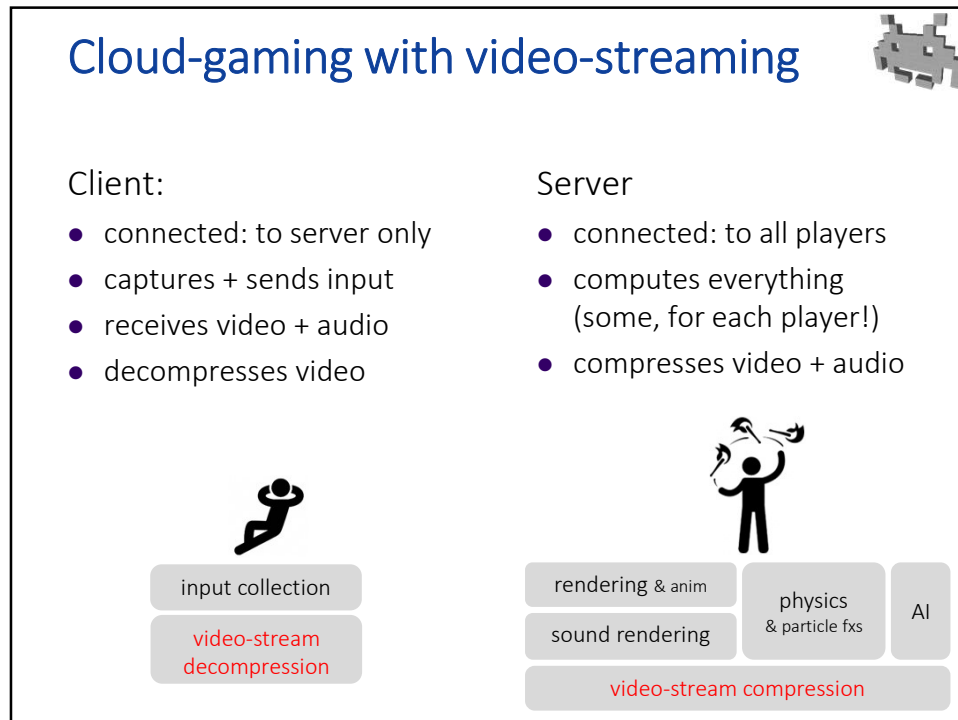 Cloud-gaming with video-streaming
Client:
● connected: to server only
● captures + sends input
● receives video + audio
● decompresses video
Server
● connected: to all players
● computes everything
(some, for each player!)
● compresses video + audio
input collection
video-stream
decompression
rendering & anim
sound rendering
physics
& particle fxs
AI
video-stream compression